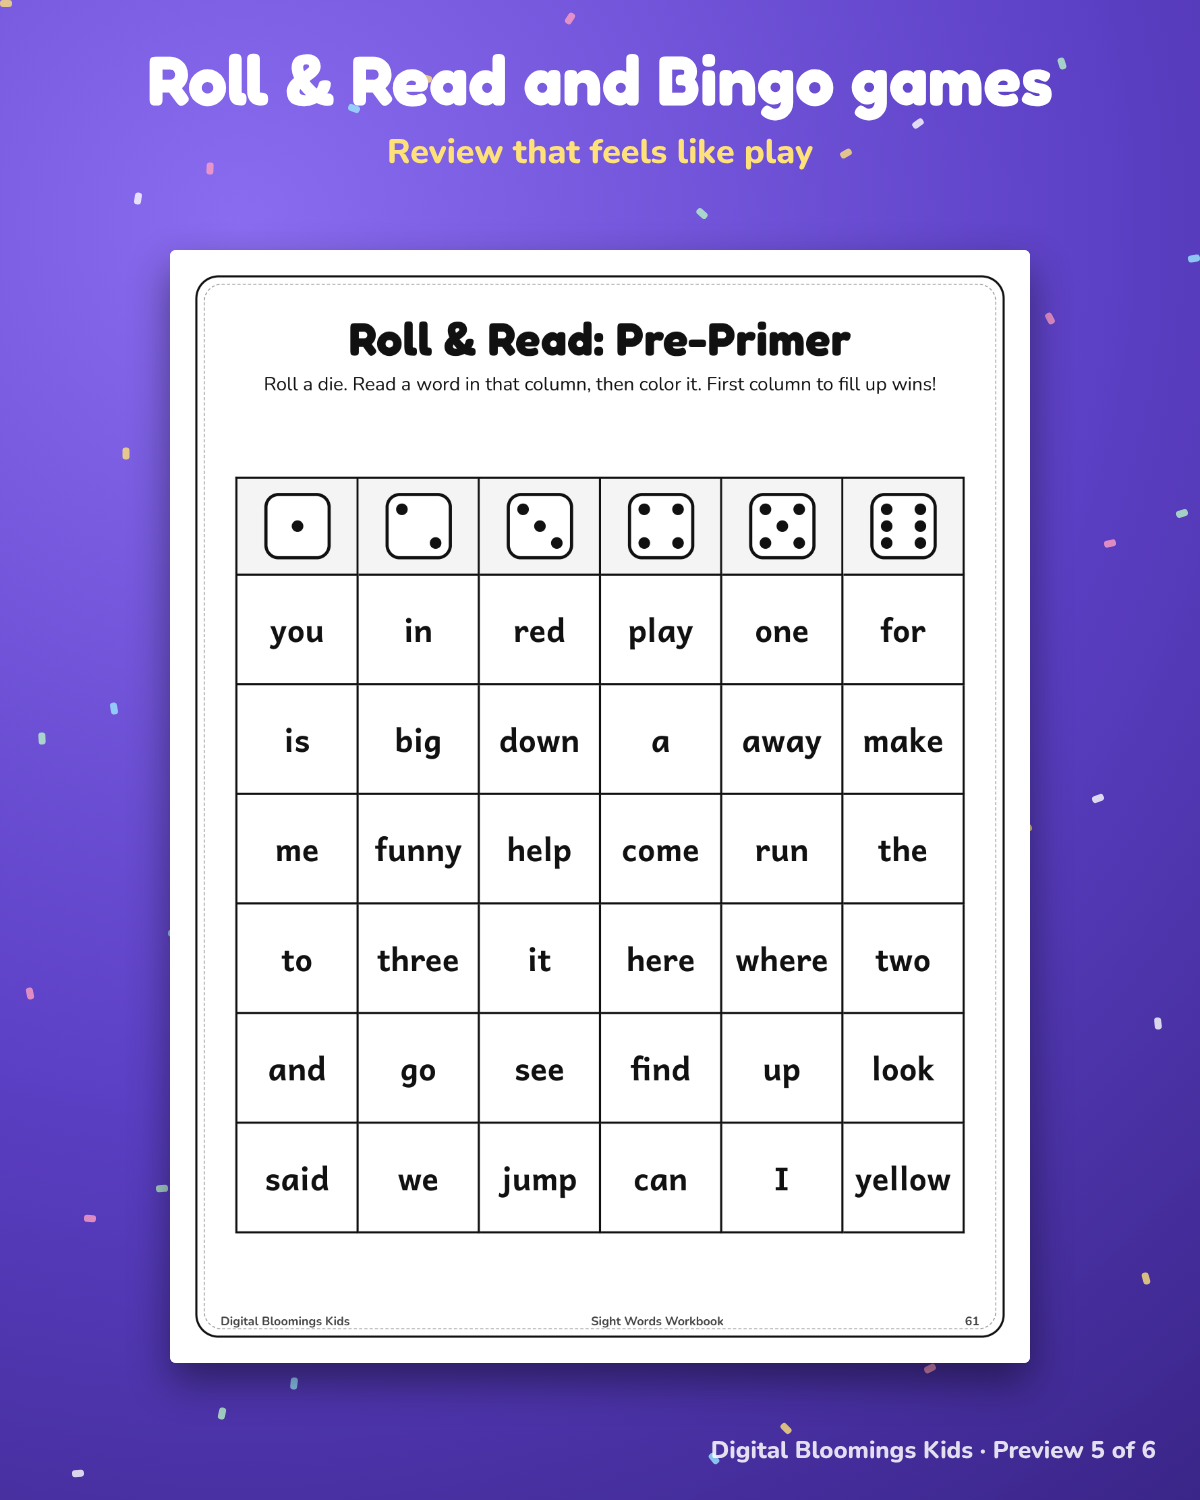 Roll & Read and Bingo games
Review that feels like play
Roll & Read: Pre-Primer
Roll a die. Read a word in that column, then color it. First column to fill up wins!
you in red play one for
is big down a away make
me funny help come run the
to three it here where two
and go see find up look
said we jump can I yellow
Digital Bloomings Kids Sight Words Workbook 61
Digital Bloomings Kids · Preview 5 of 6